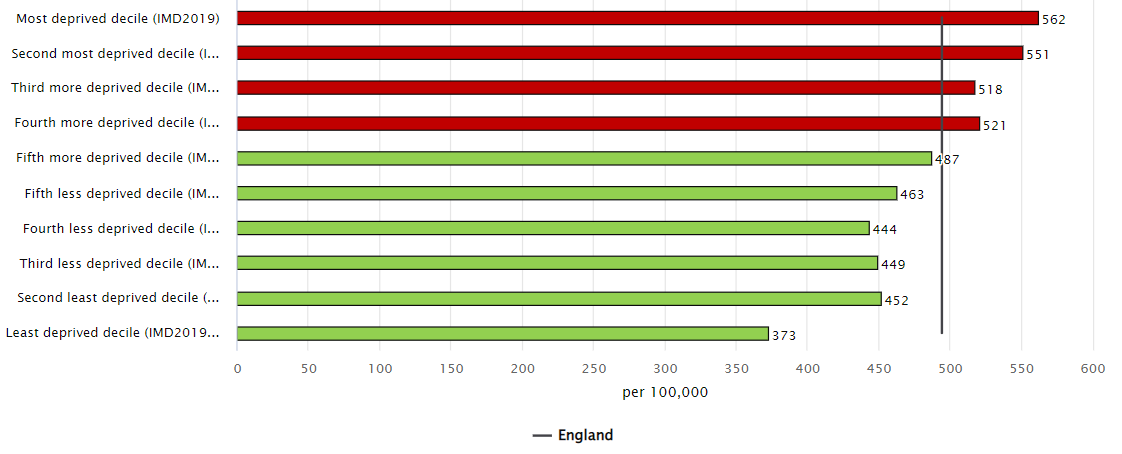 Most deprived decile (IMD2019) 562
Second most deprived decile (I... 551
Third more deprived decile (IM... 518
Fourth more deprived decile (I... 521
Fifth more deprived decile (IM... 487
Fifth less deprived decile (IM... 463
Fourth less deprived decile (I... 444
Third less deprived decile (IM... 449
Second least deprived decile (... 452
Least deprived decile (IMD2019... 373
0 50 100 150 200 250 300 350 400 450 500 550 600
per 100,000
England